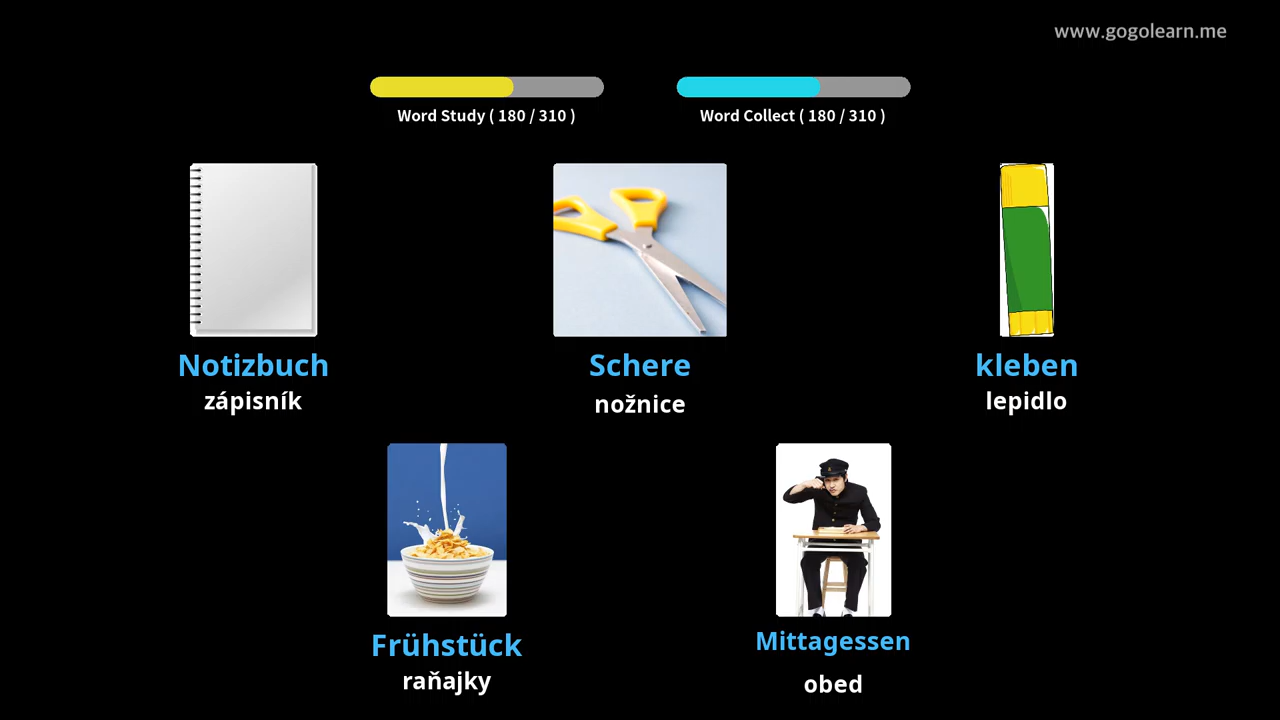 www.gogolearn.me
Word Study ( 180 / 310 )
Word Collect ( 180 / 310 )
Notizbuch
zápisník
Schere
nožnice
kleben
lepidlo
Frühstück
raňajky
Mittagessen
obed